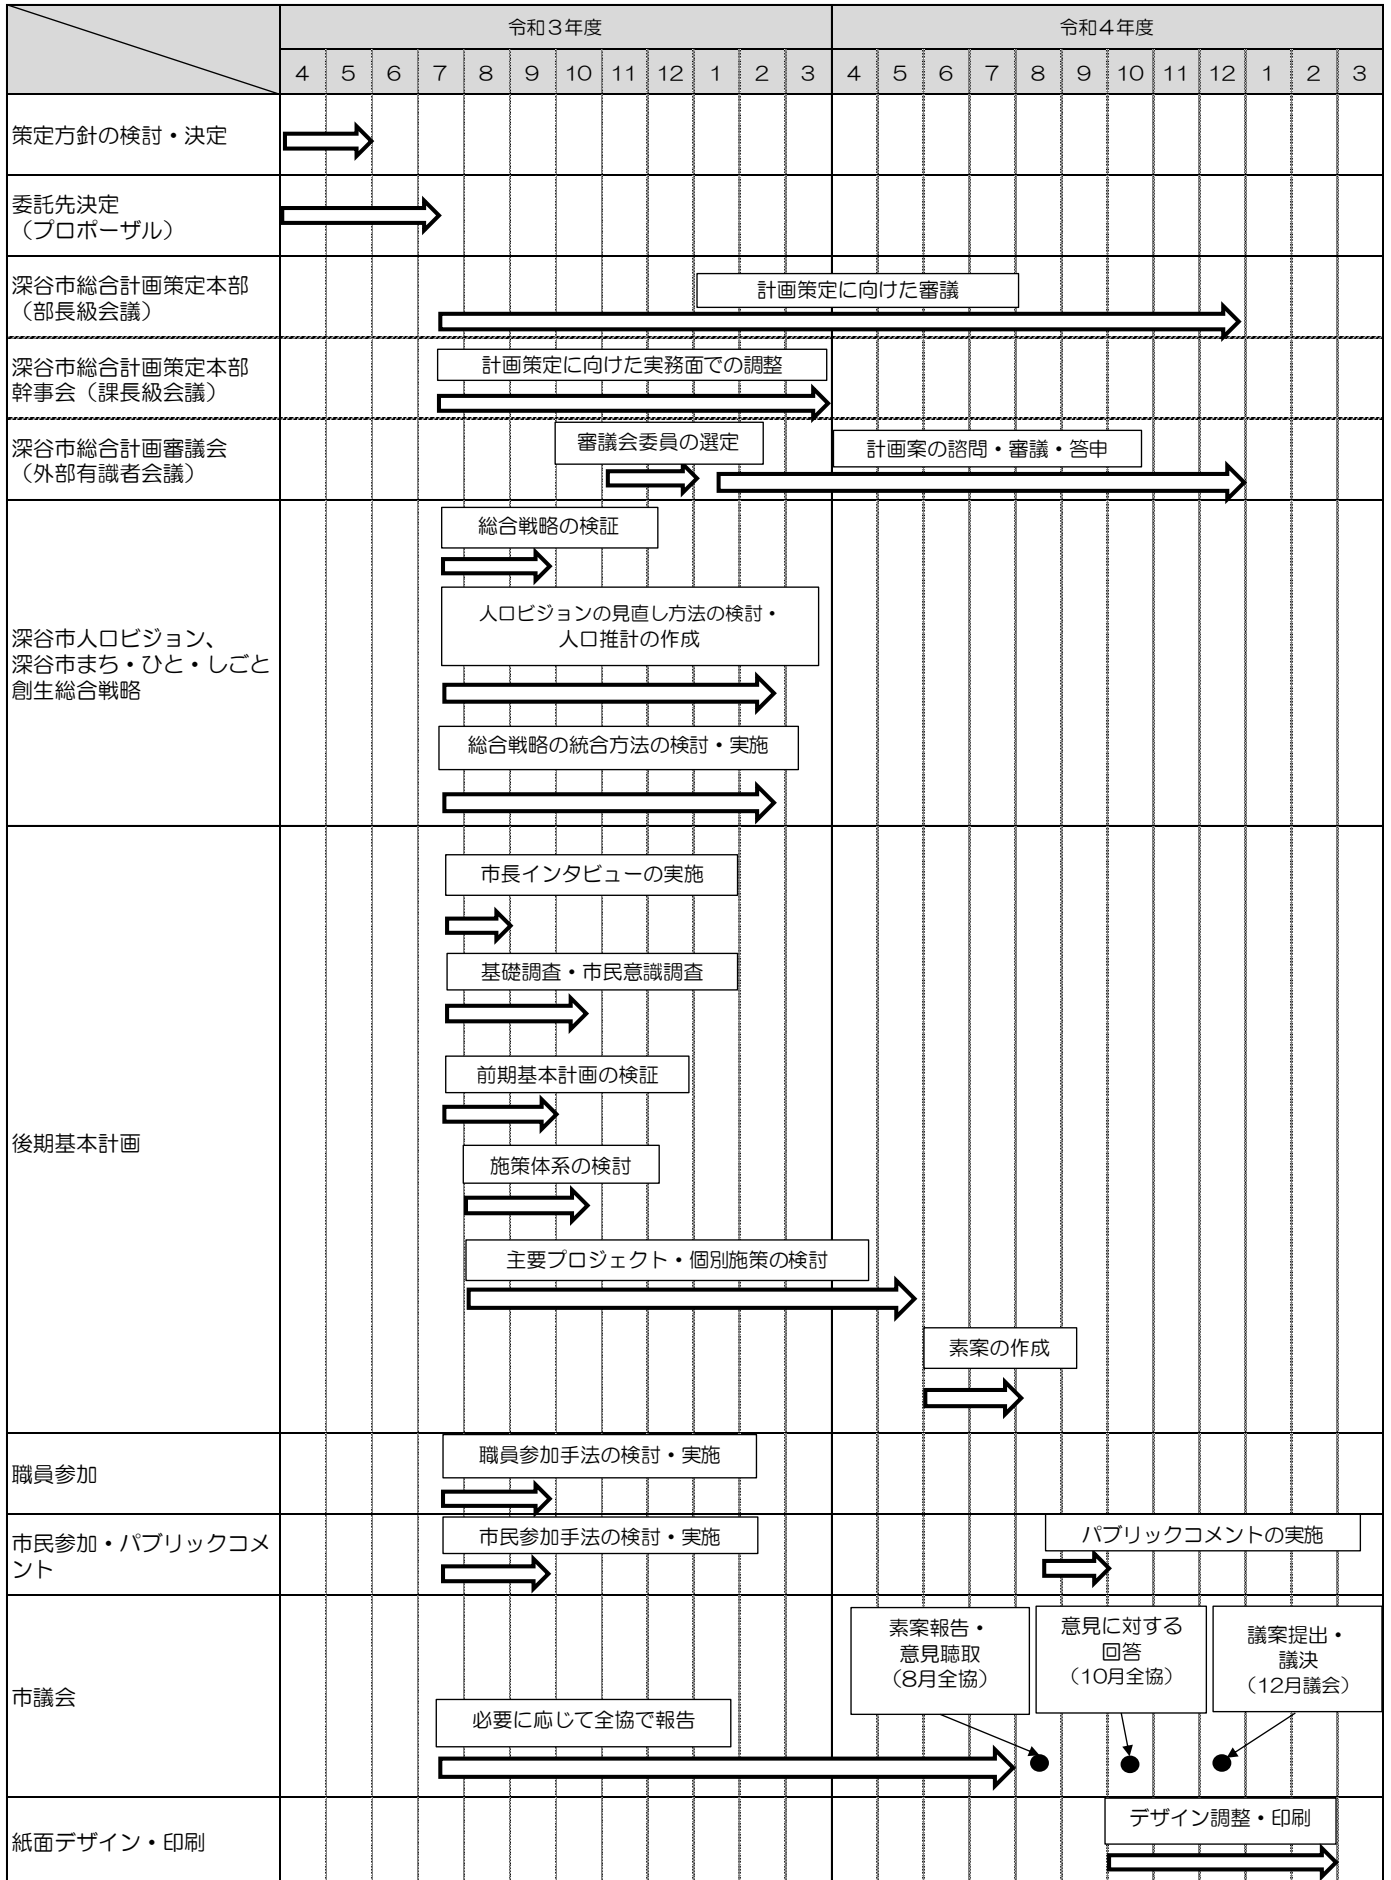 令和３年度
令和４年度
４ ５ ６ ７ ８ ９ 10 11 12 １ ２ ３ ４ ５ ６ ７ ８ ９ 10 11 12 １ ２ ３
策定方針の検討・決定
委託先決定
（プロポーザル）
深谷市総合計画策定本部
（部長級会議）
計画策定に向けた審議
深谷市総合計画策定本部
幹事会（課長級会議）
計画策定に向けた実務面での調整
深谷市総合計画審議会
（外部有識者会議）
審議会委員の選定
計画案の諮問・審議・答申
深谷市人口ビジョン、
深谷市まち・ひと・しごと
創生総合戦略
総合戦略の検証
人口ビジョンの見直し方法の検討・
人口推計の作成
総合戦略の統合方法の検討・実施
後期基本計画
市長インタビューの実施
基礎調査・市民意識調査
前期基本計画の検証
施策体系の検討
主要プロジェクト・個別施策の検討
素案の作成
職員参加
職員参加手法の検討・実施
市民参加・パブリックコメ
ント
市民参加手法の検討・実施
パブリックコメントの実施
市議会
必要に応じて全協で報告
素案報告・
意見聴取
（8月全協）
意見に対する
回答
（10月全協）
議案提出・
議決
（12月議会）
紙面デザイン・印刷
デザイン調整・印刷